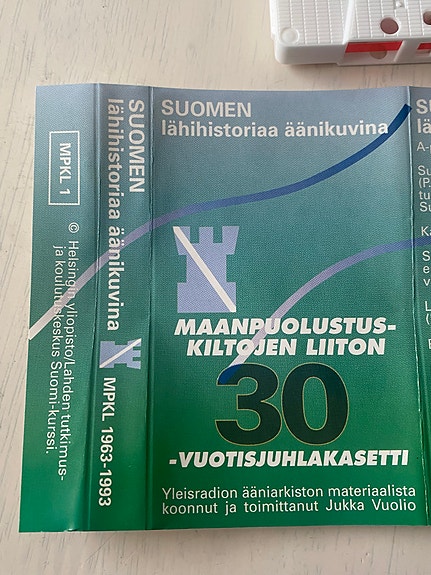 MPKL 1
© Helsingin yliopisto/Lahden tutkimus-
ja koulutuskeskus Suomi-kurssi.
SUOMEN
lähihistoriaa äänikuvina
MPKL 1963-1993
SUOMEN
lähihistoriaa äänikuvina
MAANPUOLUSTUS-
KILTOJEN LIITON
30
-VUOTISJUHLAKASETTI
Yleisradion ääniarkiston materiaalista
koonnut ja toimittanut Jukka Vuolio